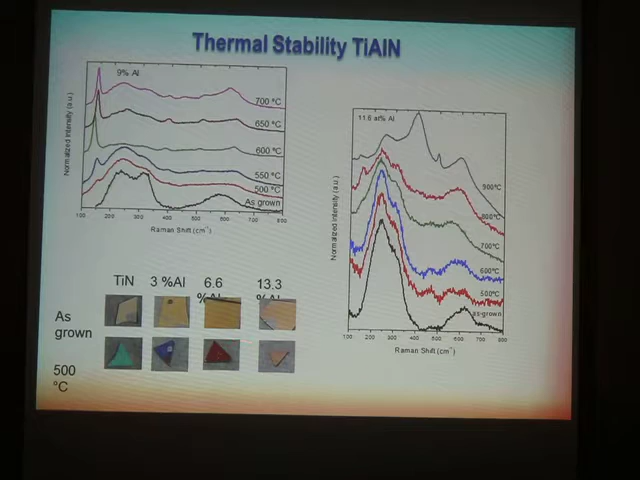 Thermal Stability TiAlN
9% Al
700 °C
650 °C
600 °C
550 °C
500 °C
As grown
Normalized Intensity (a.u.)
100 200 300 400 500 600 700 800
Raman Shift (cm⁻¹)
11.6 at% Al
900°C
800°C
700°C
600°C
500°C
as-grown
Normalized Intensity (a.u.)
100 200 300 400 500 600 700 800
Raman Shift (cm⁻¹)
TiN 3 %Al 6.6 %Al 13.3 %Al
As grown
500 °C